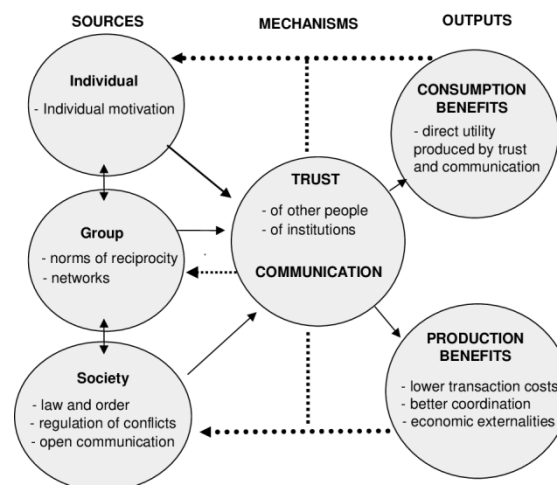 SOURCES
MECHANISMS
OUTPUTS
Individual
- Individual motivation
Group
- norms of reciprocity
- networks
Society
- law and order
- regulation of conflicts
- open communication
TRUST
- of other people
- of institutions
COMMUNICATION
CONSUMPTION
BENEFITS
- direct utility
produced by trust
and communication
PRODUCTION
BENEFITS
- lower transaction costs
- better coordination
- economic externalities